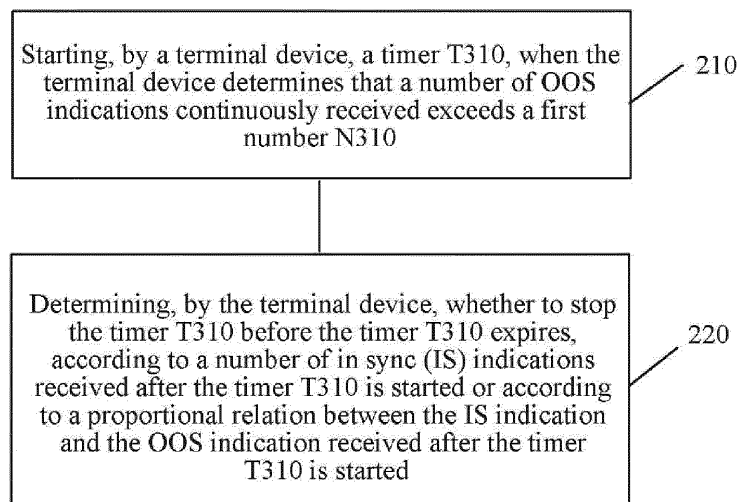 Starting, by a terminal device, a timer T310, when the
terminal device determines that a number of OOS
indications continuously received exceeds a first
number N310
210
Determining, by the terminal device, whether to stop
the timer T310 before the timer T310 expires,
according to a number of in sync (IS) indications
received after the timer T310 is started or according
to a proportional relation between the IS indication
and the OOS indication received after the timer
T310 is started
220